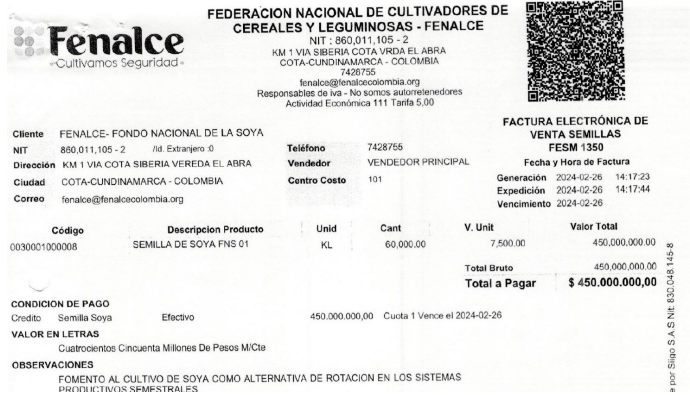 Fenalce
Cultivamos Seguridad
FEDERACION NACIONAL DE CULTIVADORES DE
CEREALES Y LEGUMINOSAS - FENALCE
NIT : 860,011,105 - 2
KM 1 VIA SIBERIA COTA VRDA EL ABRA
COTA-CUNDINAMARCA - COLOMBIA
7428755
fenalce@fenalcecolombia.org
Responsables de iva - No somos autorretenedores
Actividad Económica 111 Tarifa 5,00
FACTURA ELECTRÓNICA DE
VENTA SEMILLAS
FESM 1350
Fecha y Hora de Factura
Generación 2024-02-26 14:17:23
Expedición 2024-02-26 14:17:44
Vencimiento 2024-02-26
Cliente FENALCE- FONDO NACIONAL DE LA SOYA
NIT 860,011,105 - 2 /Id. Extranjero :0
Dirección KM 1 VIA COTA SIBERIA VEREDA EL ABRA
Ciudad COTA-CUNDINAMARCA - COLOMBIA
Correo fenalce@fenalcecolombia.org
Teléfono 7428755
Vendedor VENDEDOR PRINCIPAL
Centro Costo 101
Código Descripcion Producto Unid Cant V. Unit Valor Total
0030001000008 SEMILLA DE SOYA FNS 01 KL 60,000.00 7,500.00 450,000,000.00
Total Bruto 450,000,000.00
Total a Pagar $ 450.000.000,00
CONDICION DE PAGO
Credito Semilla Soya Efectivo 450.000.000,00 Cuota 1 Vence el 2024-02-26
VALOR EN LETRAS
Cuatrocientos Cincuenta Millones De Pesos M/Cte
OBSERVACIONES
FOMENTO AL CULTIVO DE SOYA COMO ALTERNATIVA DE ROTACION EN LOS SISTEMAS
PRODUCTIVOS SEMESTRALES
por Siigo S.A.S Nit: 830.048.145-8